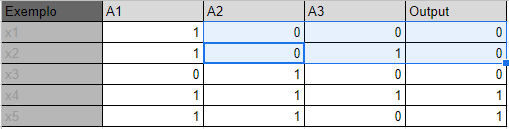 Exemplo A1 A2 A3 Output
x1 1 0 0 0
x2 1 0 1 0
x3 0 1 0 0
x4 1 1 1 1
x5 1 1 0 1